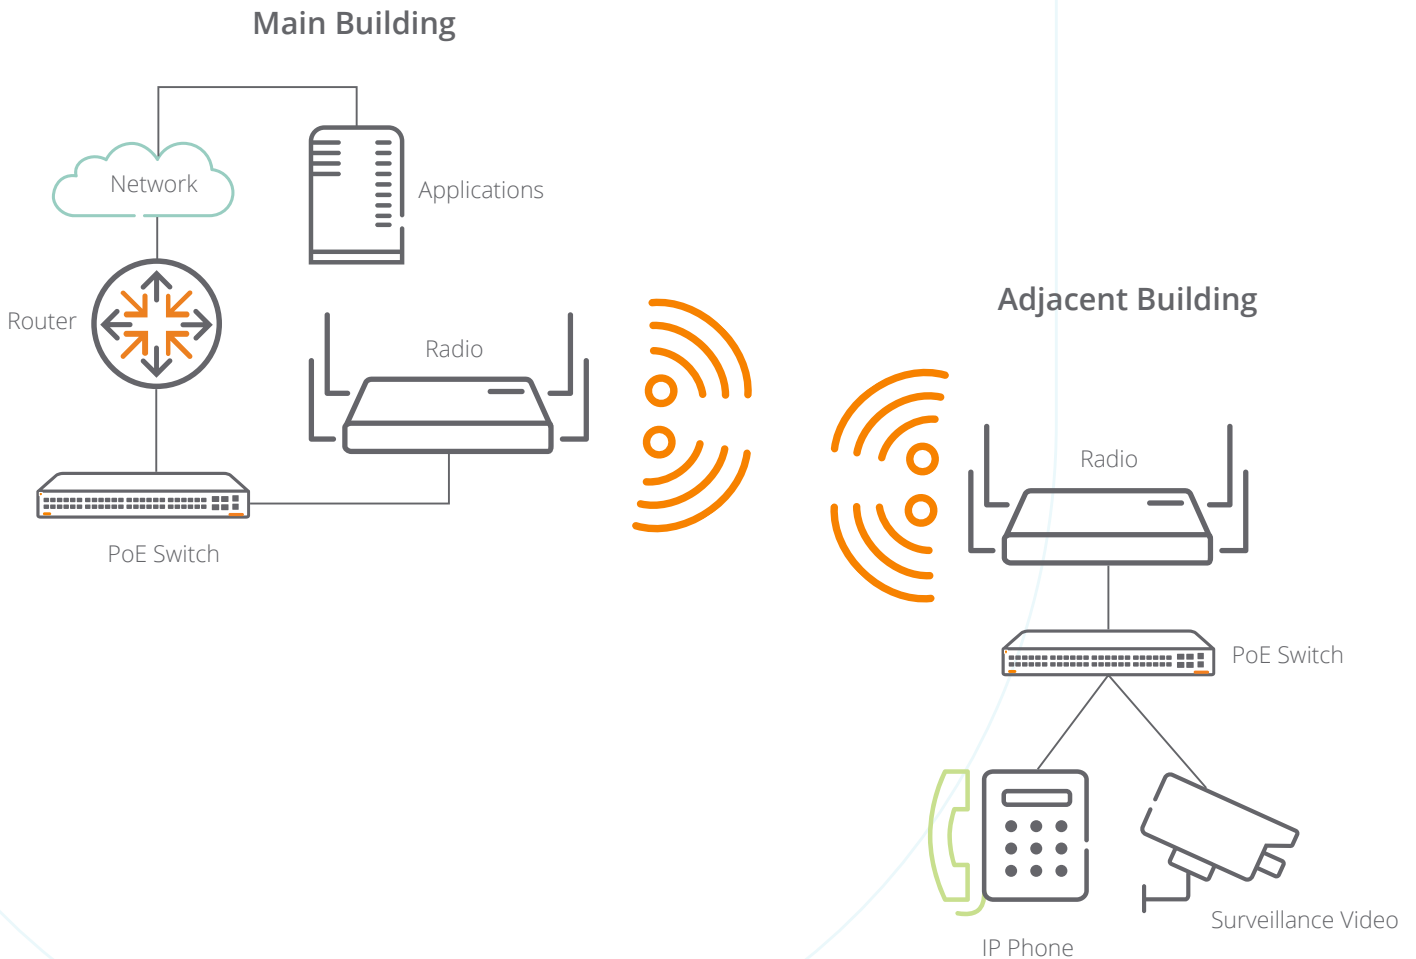 Main Building
Network
Applications
Router
Radio
PoE Switch
Adjacent Building
Radio
PoE Switch
IP Phone
Surveillance Video